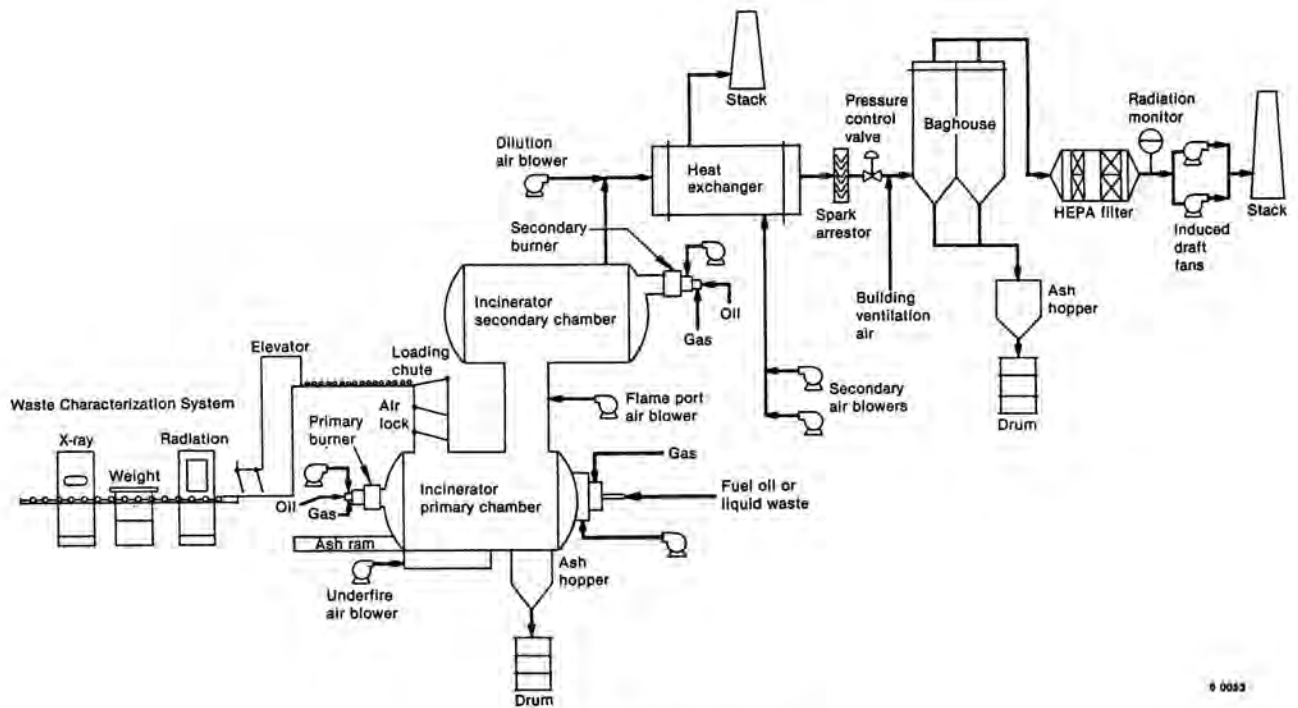 Stack
Pressure
control
valve
Baghouse
Radiation
monitor
Dilution
air blower
Heat
exchanger
Spark
arrestor
HEPA filter
Induced
draft
fans
Stack
Secondary
burner
Incinerator
secondary chamber
Gas
Oil
Building
ventilation
air
Ash
hopper
Drum
Elevator
Loading
chute
Waste Characterization System
Air
lock
Flame port
air blower
Secondary
air blowers
X-ray
Weight
Radiation
Primary
burner
Oil
Gas
Incinerator
primary chamber
Gas
Fuel oil or
liquid waste
Ash ram
Underfire
air blower
Ash
hopper
Drum